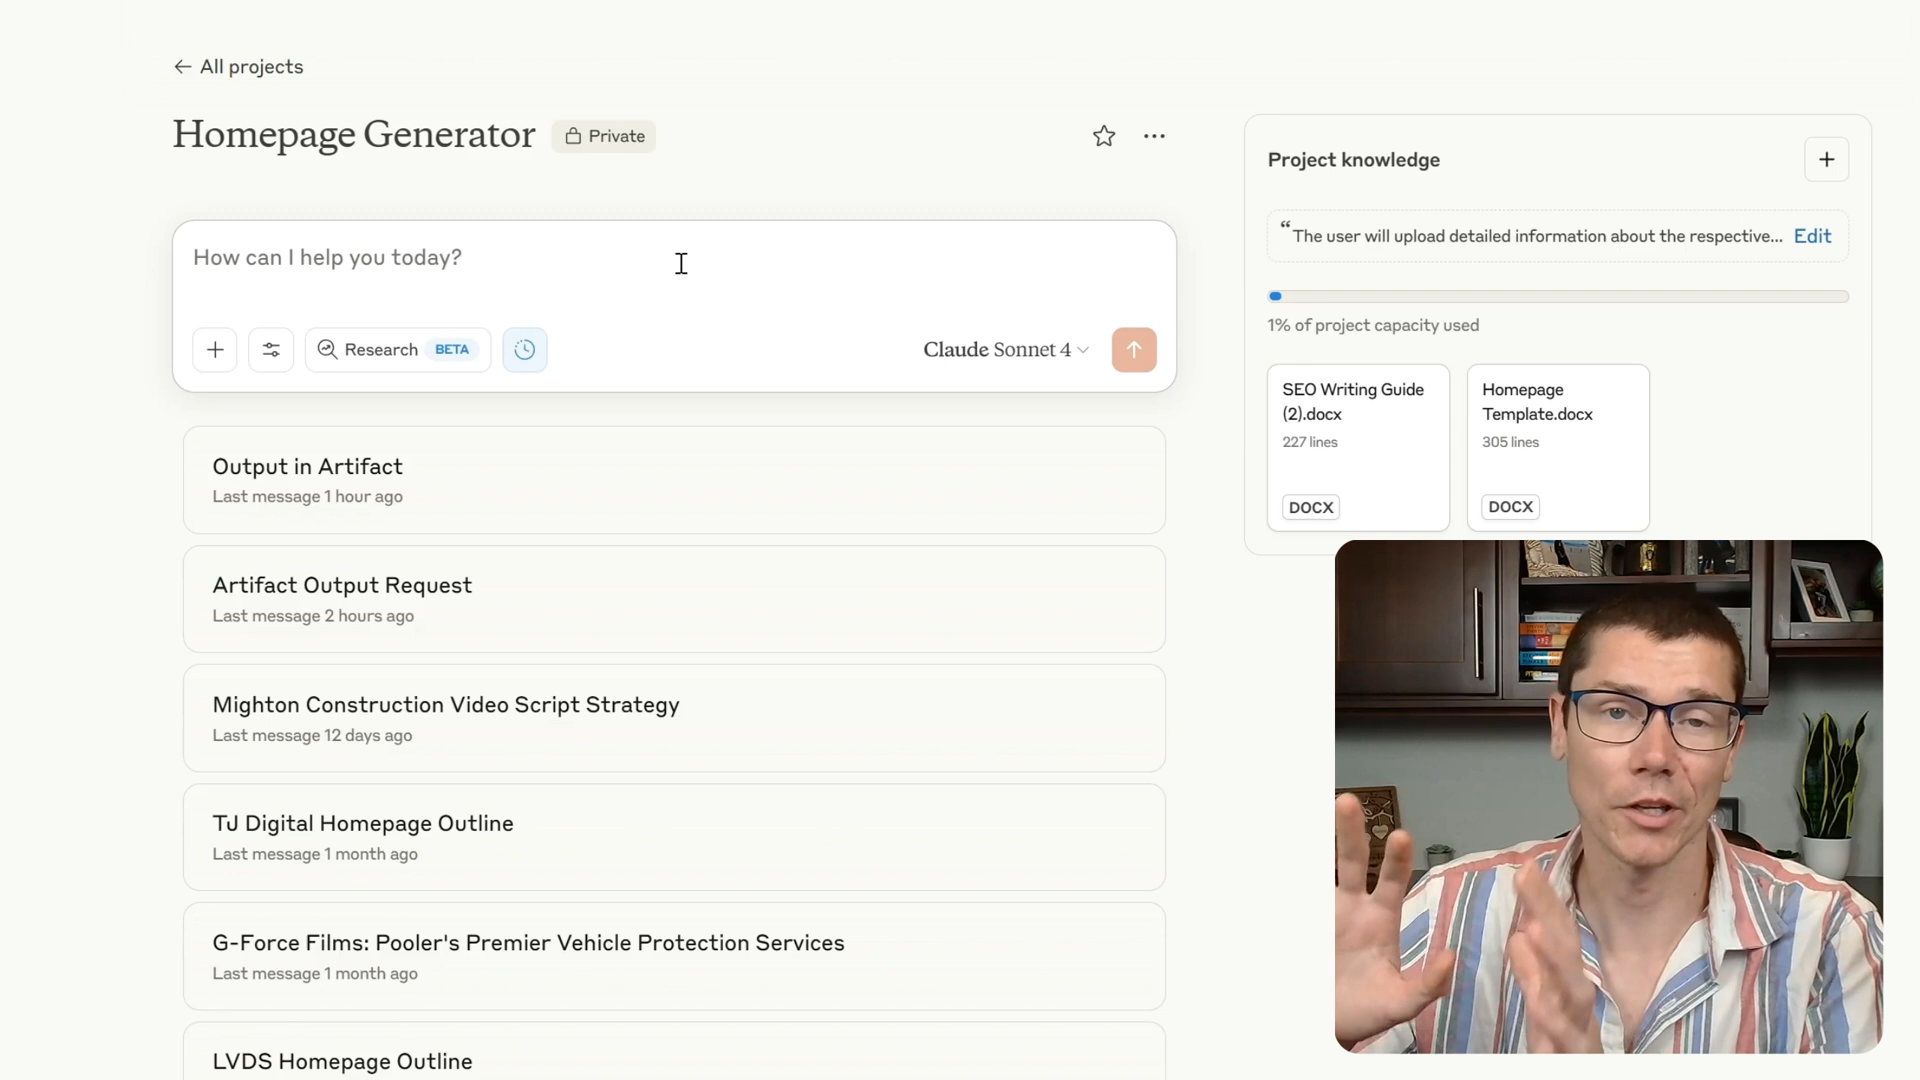 All projects
Homepage Generator
Private
How can I help you today?
Research BETA
Claude Sonnet 4
Output in Artifact
Last message 1 hour ago
Artifact Output Request
Last message 2 hours ago
Mighton Construction Video Script Strategy
Last message 12 days ago
TJ Digital Homepage Outline
Last message 1 month ago
G-Force Films: Pooler's Premier Vehicle Protection Services
Last message 1 month ago
LVDS Homepage Outline
Project knowledge
“The user will upload detailed information about the respective...
Edit
1% of project capacity used
SEO Writing Guide
(2).docx
227 lines
DOCX
Homepage
Template.docx
305 lines
DOCX